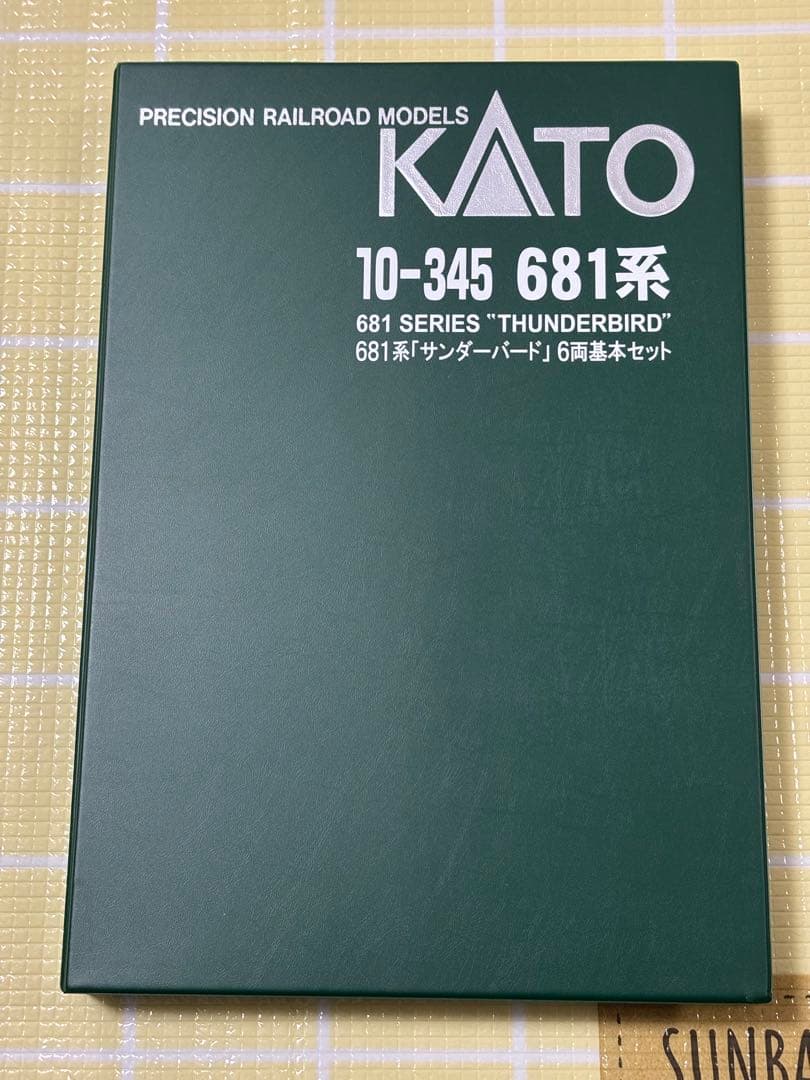 PRECISION RAILROAD MODELS
KATO
10-345 681系
681 SERIES "THUNDERBIRD"
681系「サンダーバード」6両基本セット